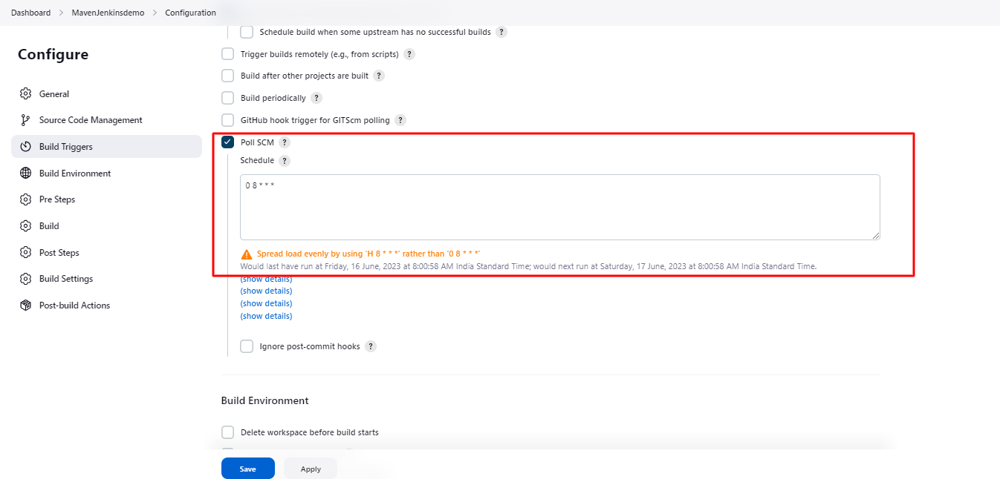 Dashboard > MavenJenkinsdemo > Configuration
Configure
General
Source Code Management
Build Triggers
Build Environment
Pre Steps
Build
Post Steps
Build Settings
Post-build Actions
Schedule build when some upstream has no successful builds ?
Trigger builds remotely (e.g., from scripts) ?
Build after other projects are built ?
Build periodically ?
GitHub hook trigger for GITScm polling ?
Poll SCM ?
Schedule ?
0 8 * * *
Spread load evenly by using 'H 8 * * *' rather than '0 8 * * *'
Would last have run at Friday, 16 June, 2023 at 8:00:58 AM India Standard Time; would next run at Saturday, 17 June, 2023 at 8:00:58 AM India Standard Time.
(show details)
(show details)
(show details)
(show details)
Ignore post-commit hooks ?
Build Environment
Delete workspace before build starts
Save
Apply